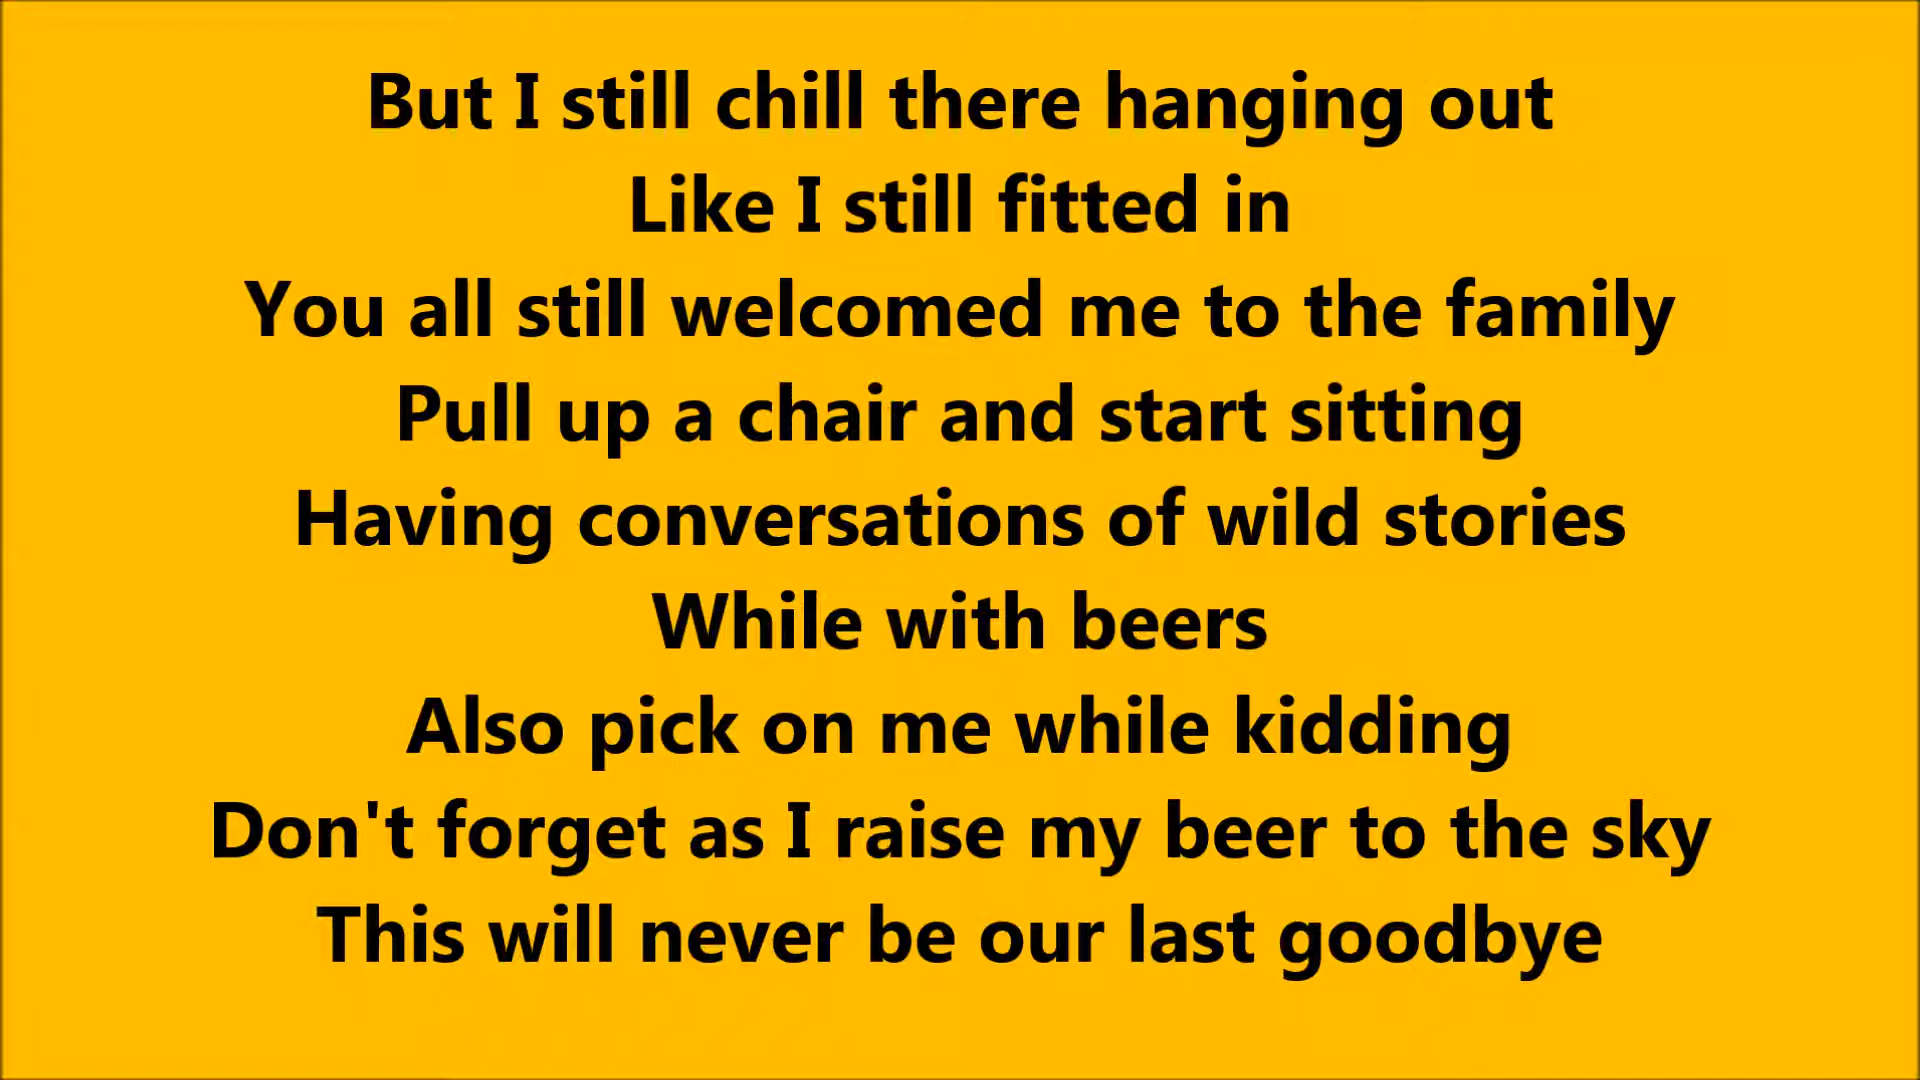 But I still chill there hanging out
Like I still fitted in
You all still welcomed me to the family
Pull up a chair and start sitting
Having conversations of wild stories
While with beers
Also pick on me while kidding
Don't forget as I raise my beer to the sky
This will never be our last goodbye